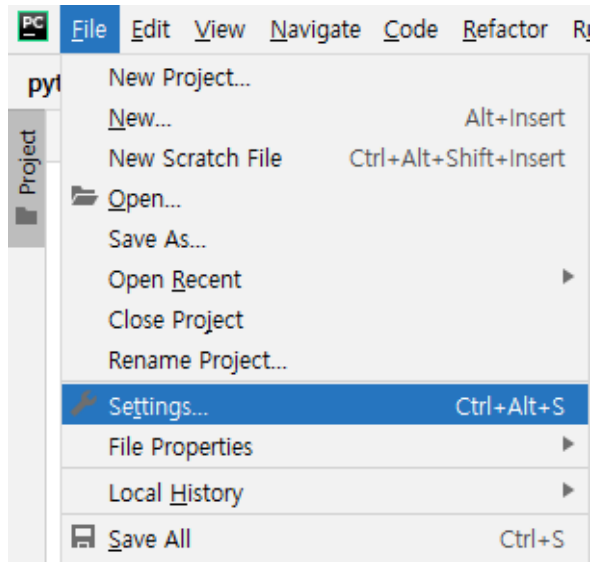 PC File Edit View Navigate Code Refactor
pyt
Project
New Project...
New... Alt+Insert
New Scratch File Ctrl+Alt+Shift+Insert
Open...
Save As...
Open Recent
Close Project
Rename Project...
Settings... Ctrl+Alt+S
File Properties
Local History
Save All Ctrl+S